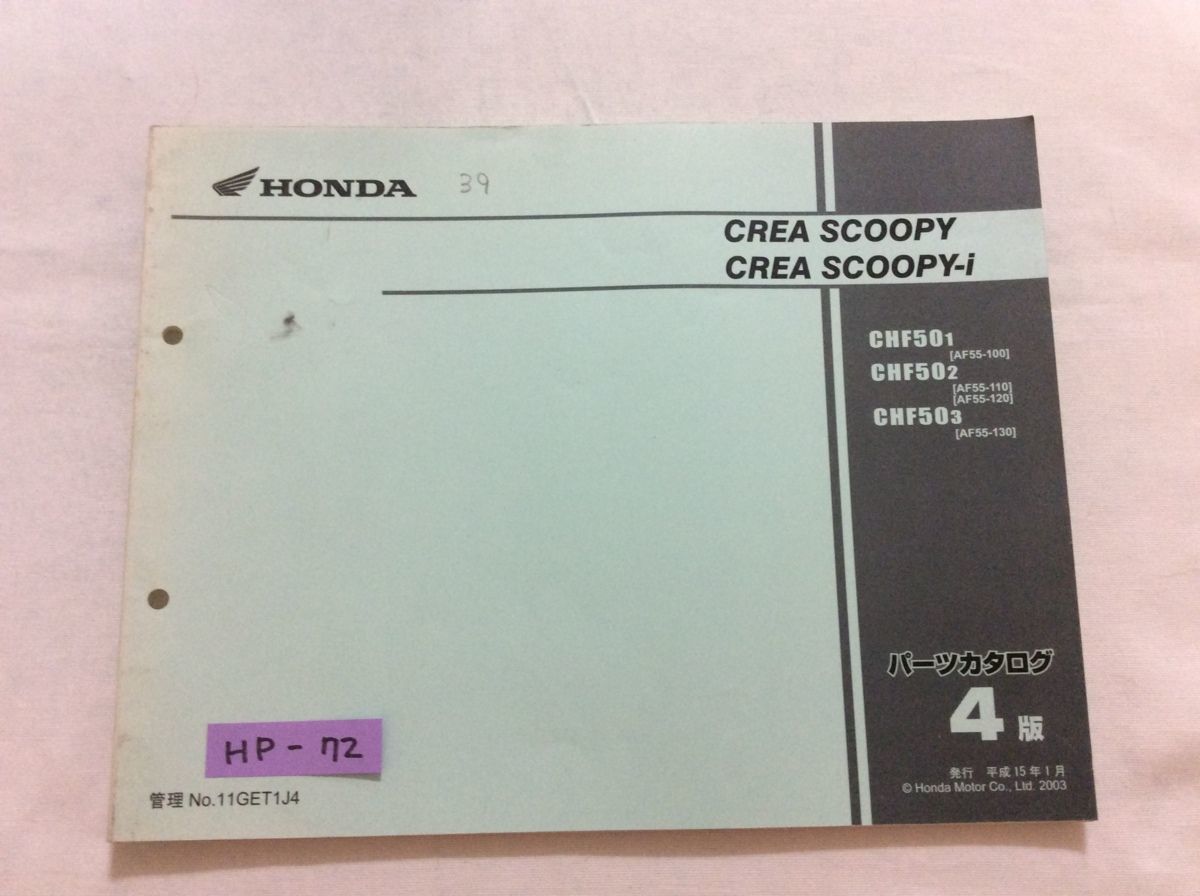 HONDA
39
CREA SCOOPY
CREA SCOOPY-i
CHF501
[AF55-100]
CHF502
[AF55-110]
[AF55-120]
CHF503
[AF55-130]
パーツカタログ
4版
発行 平成15年1月
© Honda Motor Co., Ltd. 2003
HP-72
管理 No.11GET1J4